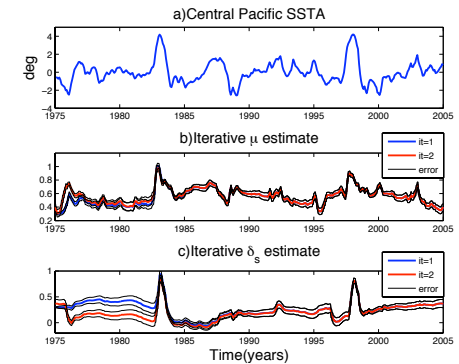 a)Central Pacific SSTA
deg
4
2
0
−2
−4
1975 1980 1985 1990 1995 2000 2005
b)Iterative μ estimate
it=1
it=2
error
1
0.8
0.6
0.4
0.2
1975 1980 1985 1990 1995 2000 2005
c)Iterative δs estimate
it=1
it=2
error
1
0.5
0
1975 1980 1985 1990 1995 2000 2005
Time(years)